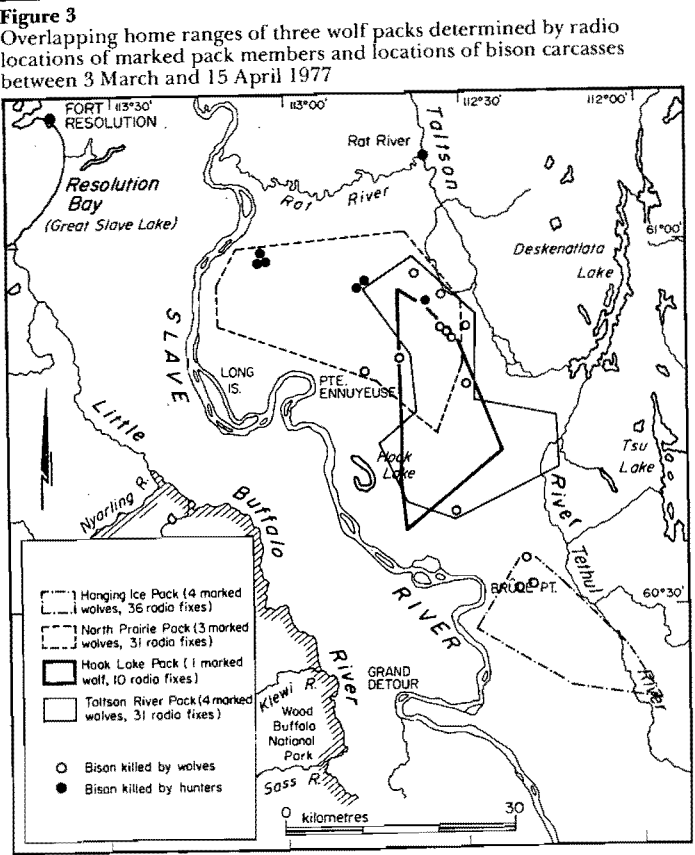 Figure 3
Overlapping home ranges of three wolf packs determined by radio
locations of marked pack members and locations of bison carcasses
between 3 March and 15 April 1977
FORT
RESOLUTION
113°30'
113°00'
112°30'
112°00'
Rat River
Taltson
Resolution
Bay
(Great Slave Lake)
Rat River
61°00'
Deskenatlata
Lake
SLAVE
LONG
IS.
PTE.
ENNUYEUSE
Little
Hook
Lake
Tsu
Lake
Nyarling R.
Buffalo
River
Tethul
BRULE PT.
60°30'
RIVER
River
River
GRAND
DETOUR
Klewi R.
Wood
Buffalo
National
Park
Sass R.
Hanging Ice Pack (4 marked
wolves, 36 radio fixes)
North Prairie Pack (3 marked
wolves, 31 radio fixes)
Hook Lake Pack (1 marked
wolf, 10 radio fixes)
Taltson River Pack (4 marked
wolves, 31 radio fixes)
Bison killed by wolves
Bison killed by hunters
0 kilometres 30